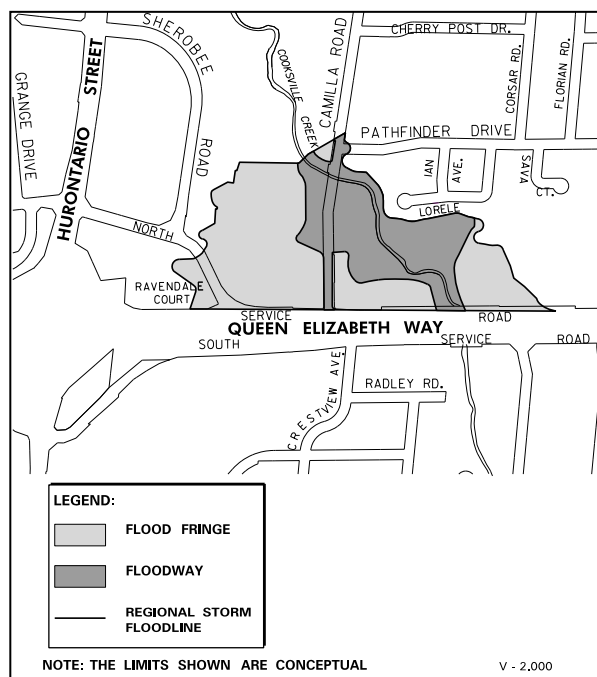 SHEROBEE
ROAD
COOKSVILLE
CREEK
CAMILLA ROAD
CHERRY POST DR.
CORSAR RD.
FLORIAN RD.
GRANGE DRIVE
HURONTARIO STREET
PATHFINDER DRIVE
IAN
AVE.
SAVA
CT.
LORELE
NORTH
RAVENDALE
COURT
SERVICE
ROAD
QUEEN ELIZABETH WAY
SOUTH
SERVICE
ROAD
CRESTVIEW AVE.
RADLEY RD.
LEGEND:
FLOOD FRINGE
FLOODWAY
REGIONAL STORM
FLOODLINE
NOTE: THE LIMITS SHOWN ARE CONCEPTUAL
V - 2.000